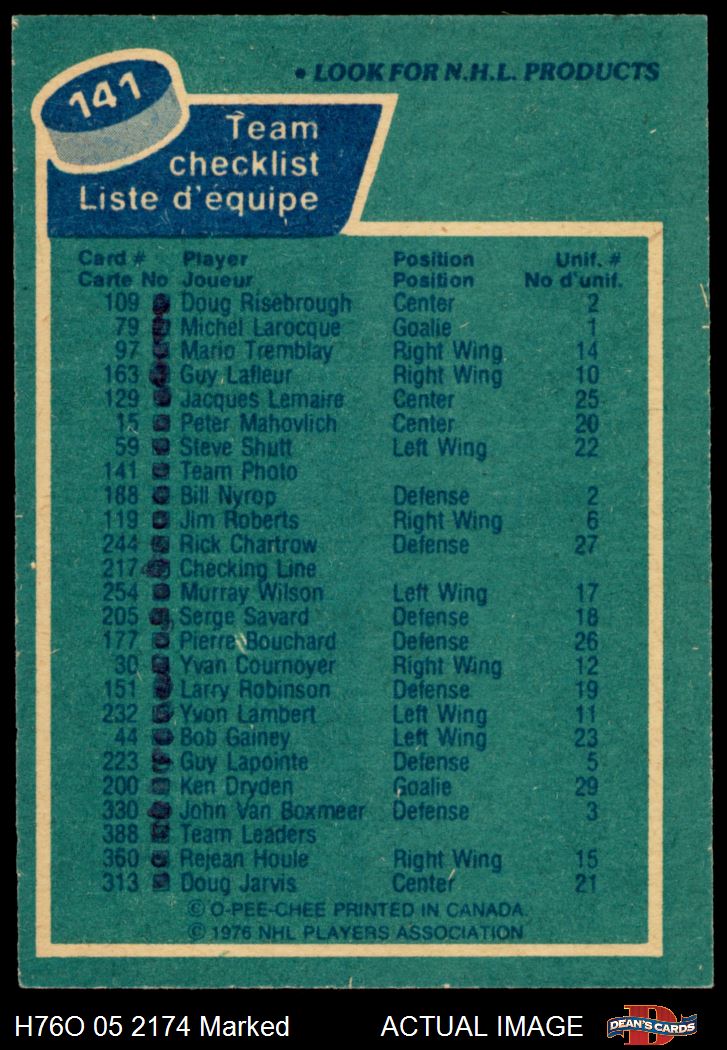 141
• LOOK FOR N.H.L. PRODUCTS
Team
checklist
Liste d'équipe
Card # Player Position Unif. #
Carte No Joueur Position No d'unif.
109 Doug Risebrough Center 2
79 Michel Larocque Goalie 1
97 Mario Tremblay Right Wing 14
163 Guy Lafleur Right Wing 10
129 Jacques Lemaire Center 25
15 Peter Mahovlich Center 20
59 Steve Shutt Left Wing 22
141 Team Photo
188 Bill Nyrop Defense 2
119 Jim Roberts Right Wing 6
244 Rick Chartrow Defense 27
217 Checking Line
254 Murray Wilson Left Wing 17
205 Serge Savard Defense 18
177 Pierre Bouchard Defense 26
30 Yvan Cournoyer Right Wing 12
151 Larry Robinson Defense 19
232 Yvon Lambert Left Wing 11
44 Bob Gainey Left Wing 23
223 Guy Lapointe Defense 5
200 Ken Dryden Goalie 29
330 John Van Boxmeer Defense 3
388 Team Leaders
360 Rejean Houle Right Wing 15
313 Doug Jarvis Center 21
© O-PEE-CHEE PRINTED IN CANADA.
© 1976 NHL PLAYERS ASSOCIATION
H76O 05 2174 Marked ACTUAL IMAGE
D
DEAN'S CARDS